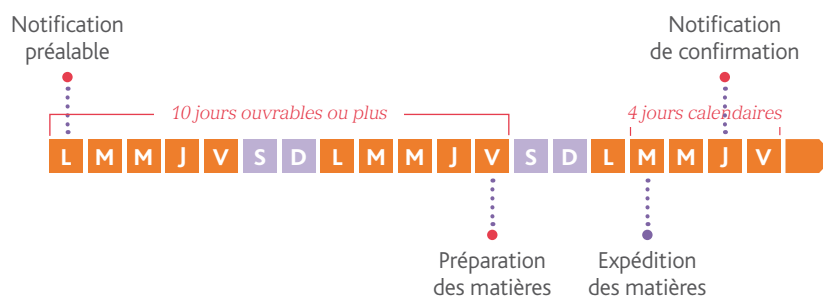 Notification
préalable
Notification
de confirmation
10 jours ouvrables ou plus
4 jours calendaires
L M M J V S D L M M J V S D L M M J V
Préparation
des matières
Expédition
des matières